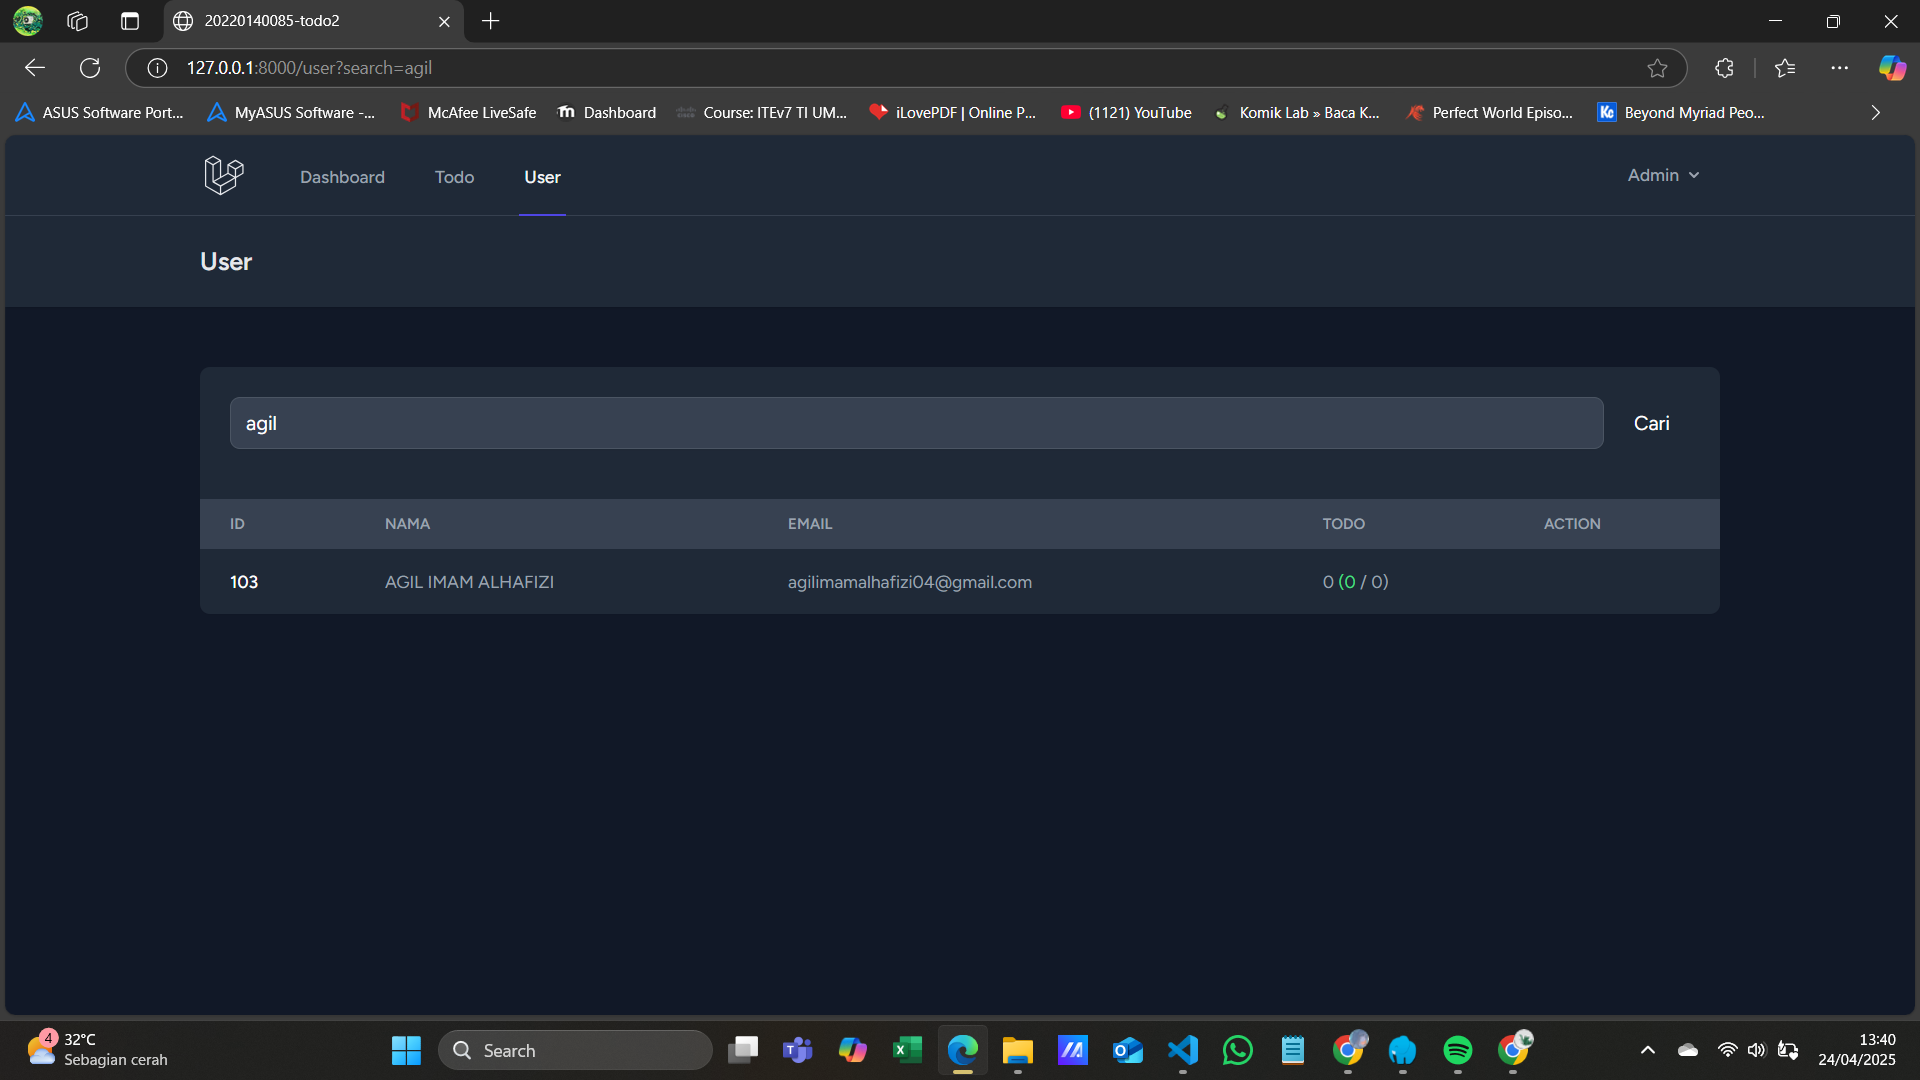 20220140085-todo2
127.0.0.1:8000/user?search=agil
ASUS Software Port... MyASUS Software -... McAfee LiveSafe Dashboard Course: ITEv7 TI UM... iLovePDF | Online P... (1121) YouTube Komik Lab » Baca K... Perfect World Episo... Kc Beyond Myriad Peo...
Dashboard Todo User Admin
User
agil Cari
ID NAMA EMAIL TODO ACTION
103 AGIL IMAM ALHAFIZI agilimamalhafizi04@gmail.com 0 (0 / 0)
4 32°C
Sebagian cerah
Search
13:40
24/04/2025